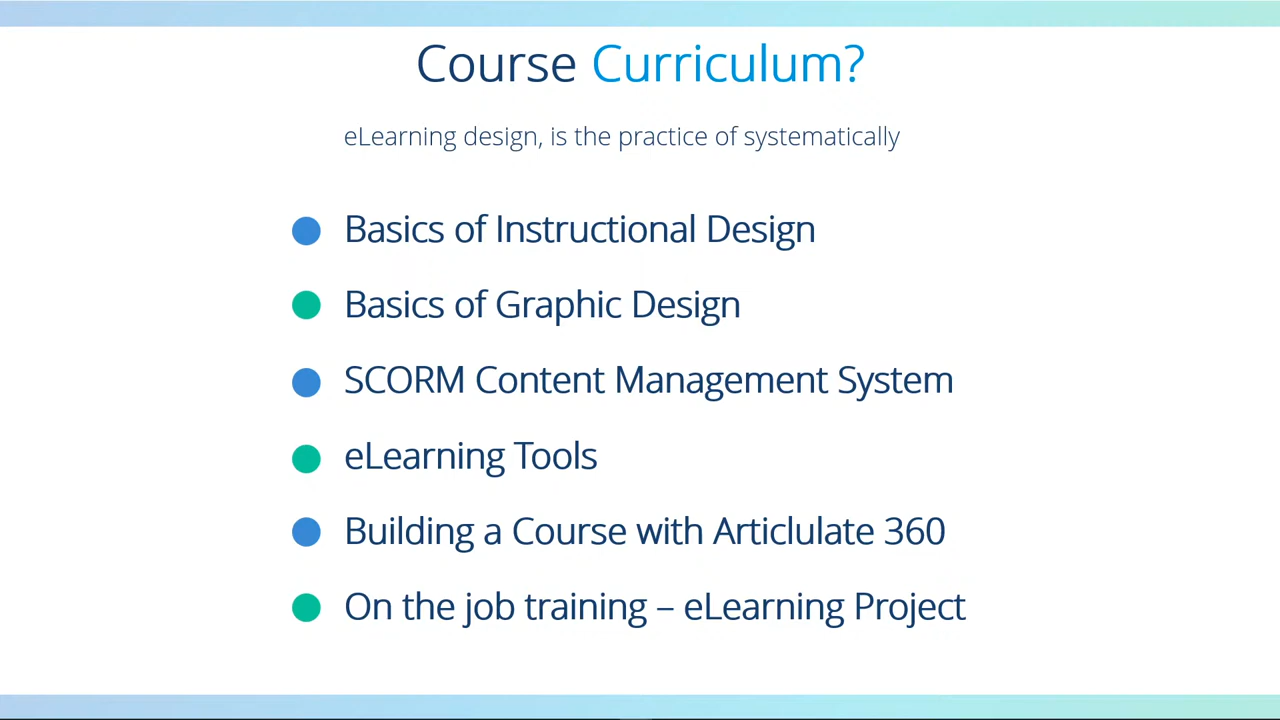 Course Curriculum?
eLearning design, is the practice of systematically
Basics of Instructional Design
Basics of Graphic Design
SCORM Content Management System
eLearning Tools
Building a Course with Articlulate 360
On the job training – eLearning Project